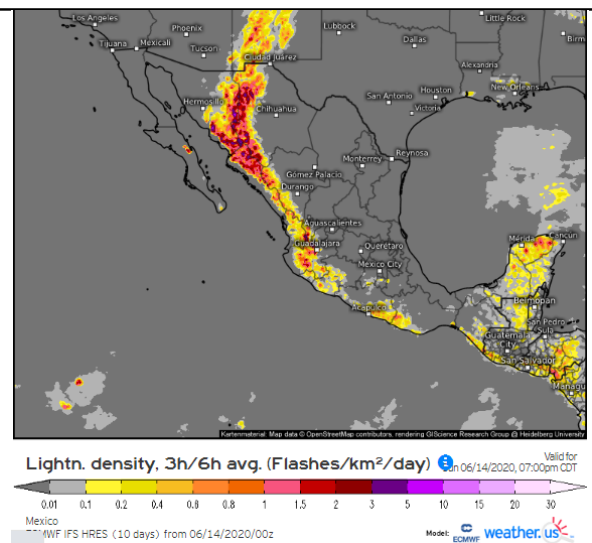 Los Angeles
Phoenix
Lubbock
Little Rock
Tijuana
Mexicali
Tucson
Dallas
Birm
Ciudad Juárez
Alexandria
Hermosillo
Chihuahua
San Antonio
Houston
New Orleans
Victoria
Monterrey
Reynosa
Gómez Palacio
Durango
Aguascalientes
Guadalajara
Querétaro
Mexico City
Mérida
Cancún
Acapulco
Belmopan
San Pedro
Sula
Guatemala
City
San Salvador
Managu
Kartenmaterial: Map data © OpenStreetMap contributors, rendering GIScience Research Group @ Heidelberg University
Lightn. density, 3h/6h avg. (Flashes/km²/day)
Valid for
06/14/2020, 07:00pm CDT
0.01 0.1 0.2 0.4 0.6 0.8 1 1.5 2 3 5 10 15 20 30
Mexico
ECMWF IFS HRES (10 days) from 06/14/2020/00z
Model: ECMWF weather.us